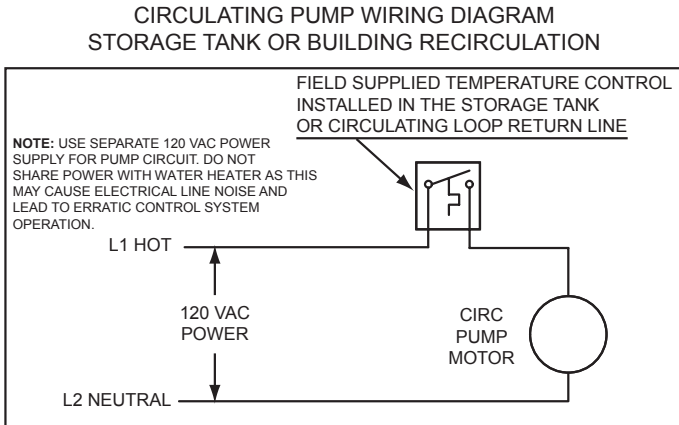 CIRCULATING PUMP WIRING DIAGRAM
STORAGE TANK OR BUILDING RECIRCULATION
FIELD SUPPLIED TEMPERATURE CONTROL
INSTALLED IN THE STORAGE TANK
OR CIRCULATING LOOP RETURN LINE
NOTE: USE SEPARATE 120 VAC POWER
SUPPLY FOR PUMP CIRCUIT. DO NOT
SHARE POWER WITH WATER HEATER AS THIS
MAY CAUSE ELECTRICAL LINE NOISE AND
LEAD TO ERRATIC CONTROL SYSTEM
OPERATION.
L1 HOT
120 VAC
POWER
CIRC
PUMP
MOTOR
L2 NEUTRAL